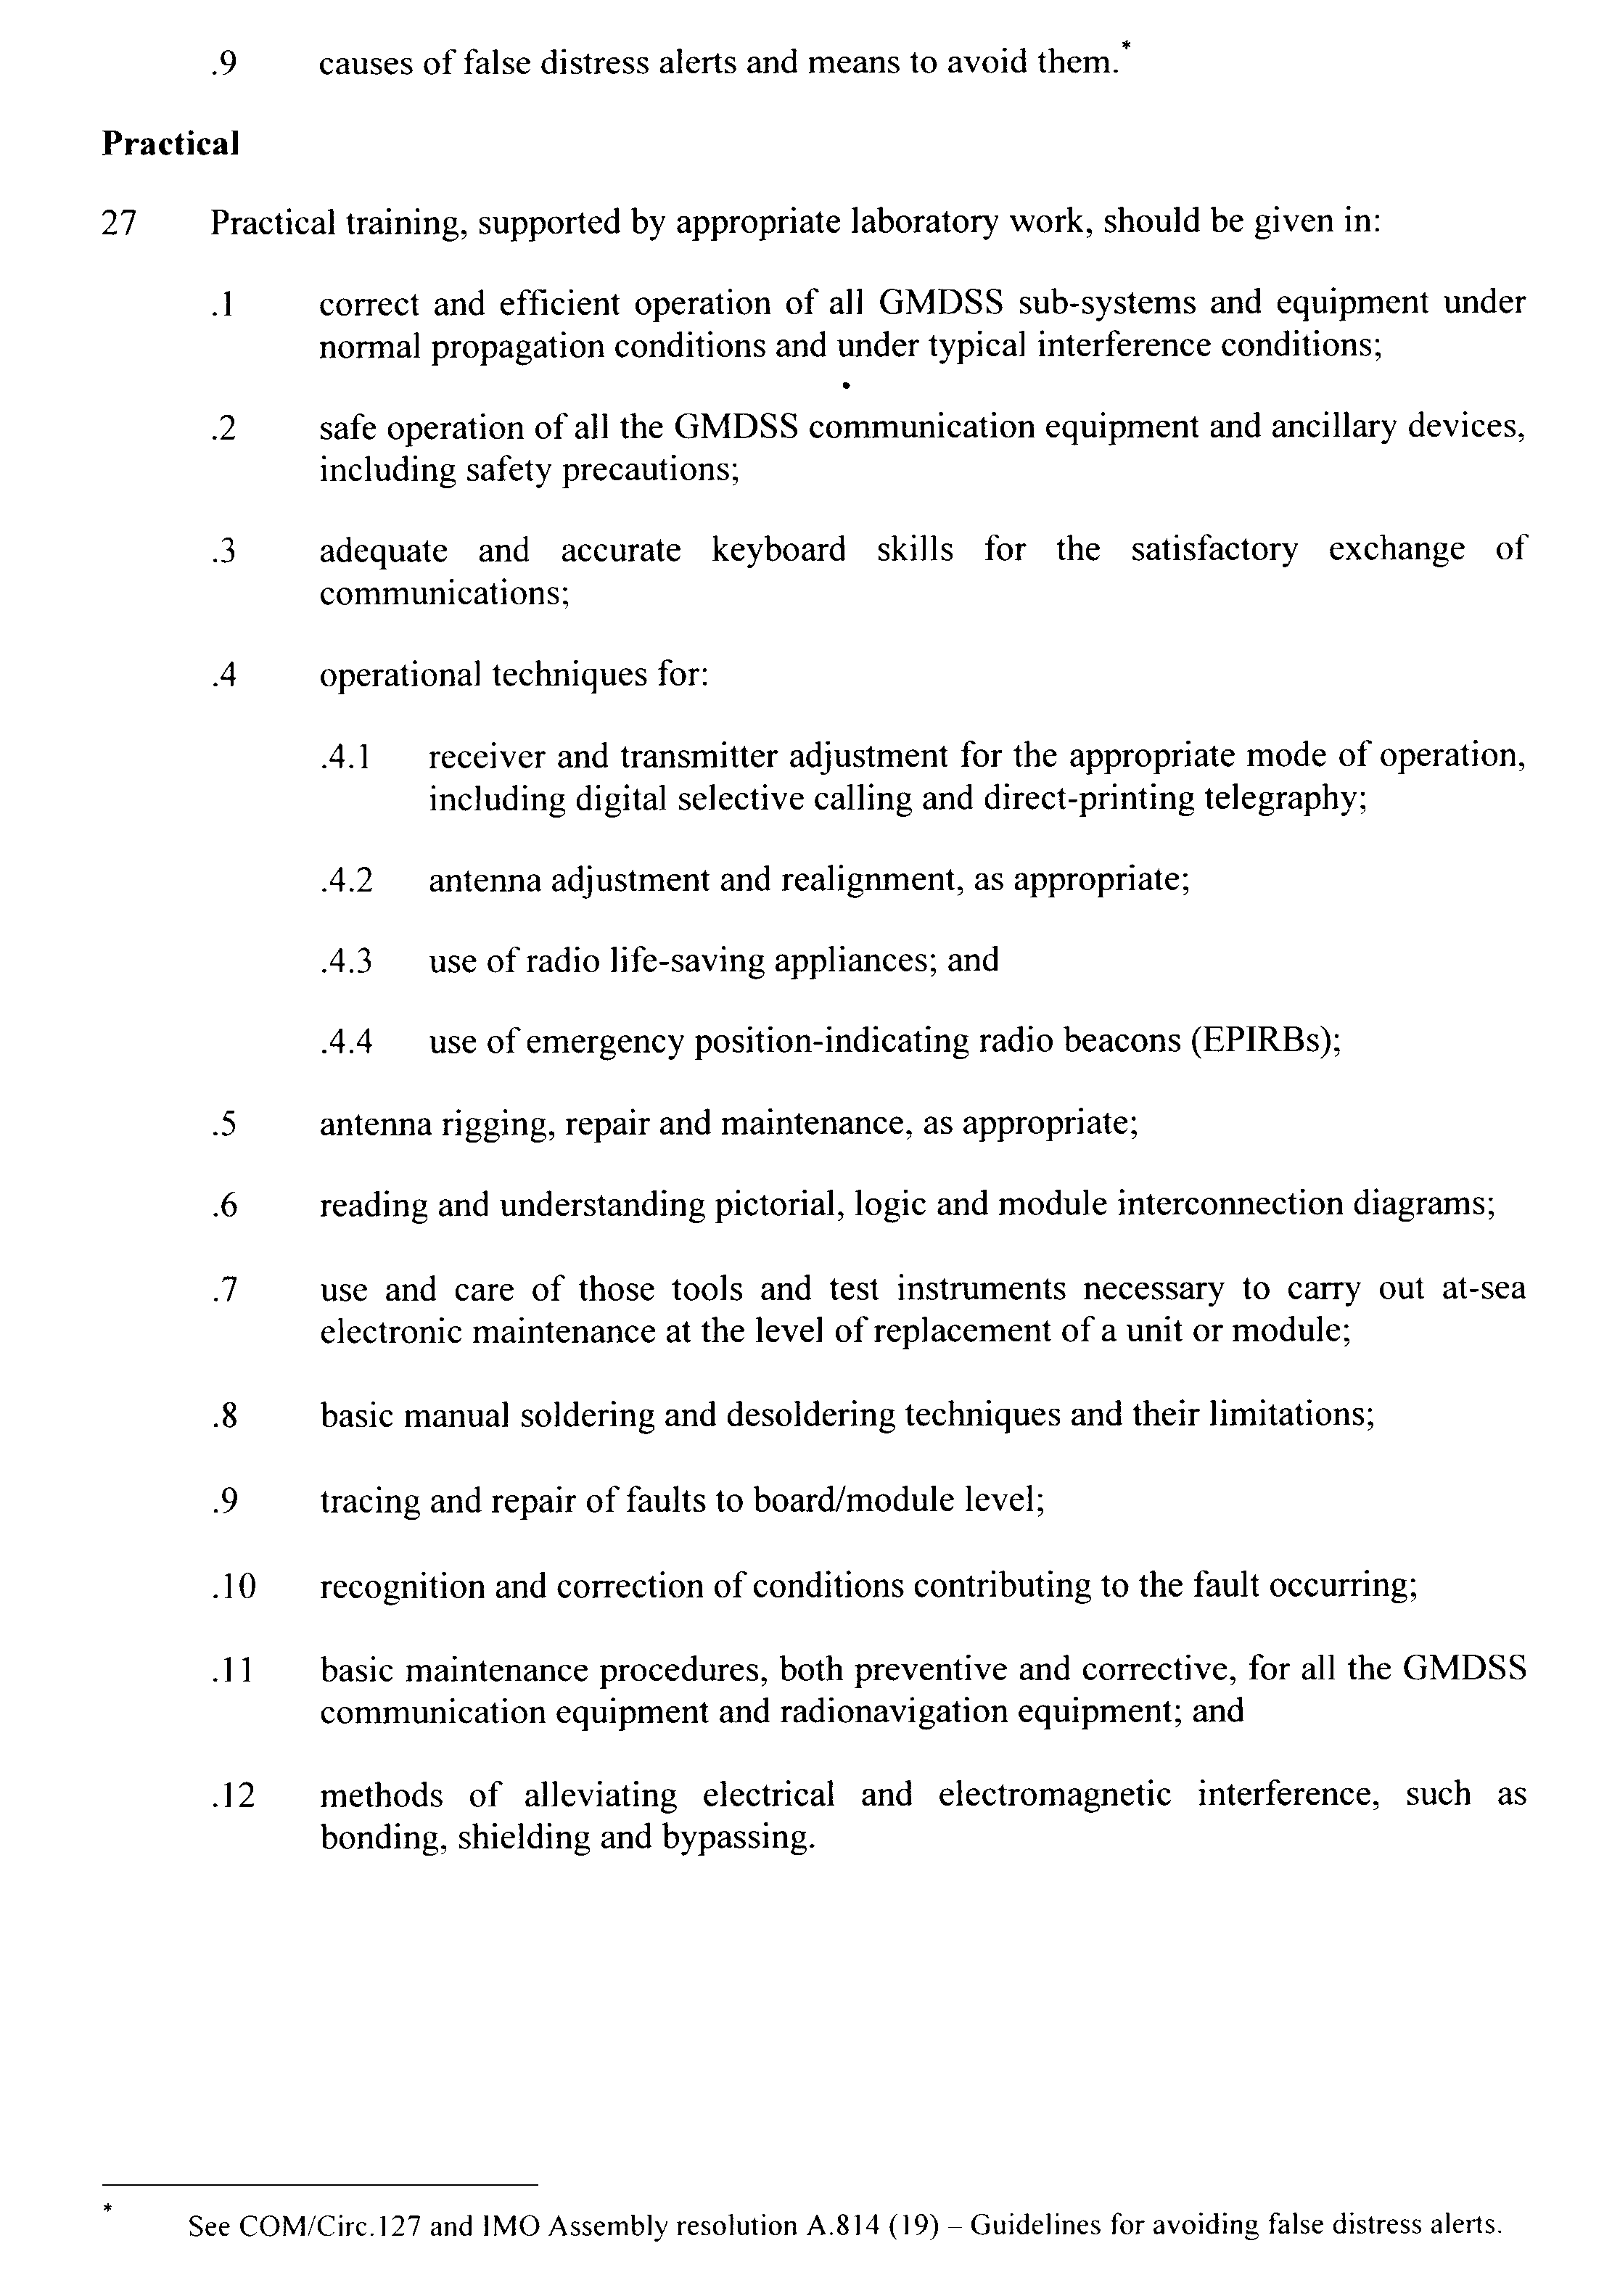 .9 causes of false distress alerts and means to avoid them.*
Practical
27 Practical training, supported by appropriate laboratory work, should be given in:
.1 correct and efficient operation of all GMDSS sub-systems and equipment under
normal propagation conditions and under typical interference conditions;
.2 safe operation of all the GMDSS communication equipment and ancillary devices,
including safety precautions;
.3 adequate and accurate keyboard skills for the satisfactory exchange of
communications;
.4 operational techniques for:
.4.1 receiver and transmitter adjustment for the appropriate mode of operation,
including digital selective calling and direct-printing telegraphy;
.4.2 antenna adjustment and realignment, as appropriate;
.4.3 use of radio life-saving appliances; and
.4.4 use of emergency position-indicating radio beacons (EPIRBs);
.5 antenna rigging, repair and maintenance, as appropriate;
.6 reading and understanding pictorial, logic and module interconnection diagrams;
.7 use and care of those tools and test instruments necessary to carry out at-sea
electronic maintenance at the level of replacement of a unit or module;
.8 basic manual soldering and desoldering techniques and their limitations;
.9 tracing and repair of faults to board/module level;
.10 recognition and correction of conditions contributing to the fault occurring;
.11 basic maintenance procedures, both preventive and corrective, for all the GMDSS
communication equipment and radionavigation equipment; and
.12 methods of alleviating electrical and electromagnetic interference, such as
bonding, shielding and bypassing.
* See COM/Circ.127 and IMO Assembly resolution A.814 (19) – Guidelines for avoiding false distress alerts.